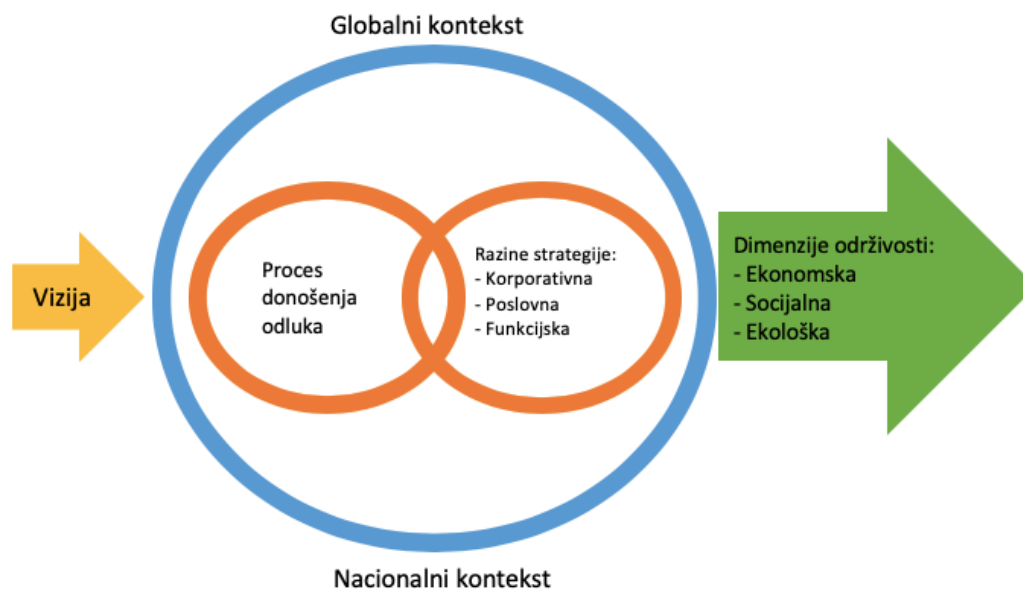 Globalni kontekst
Vizija
Proces
donošenja
odluka
Razine strategije:
- Korporativna
- Poslovna
- Funkcijska
Dimenzije održivosti:
- Ekonomska
- Socijalna
- Ekološka
Nacionalni kontekst